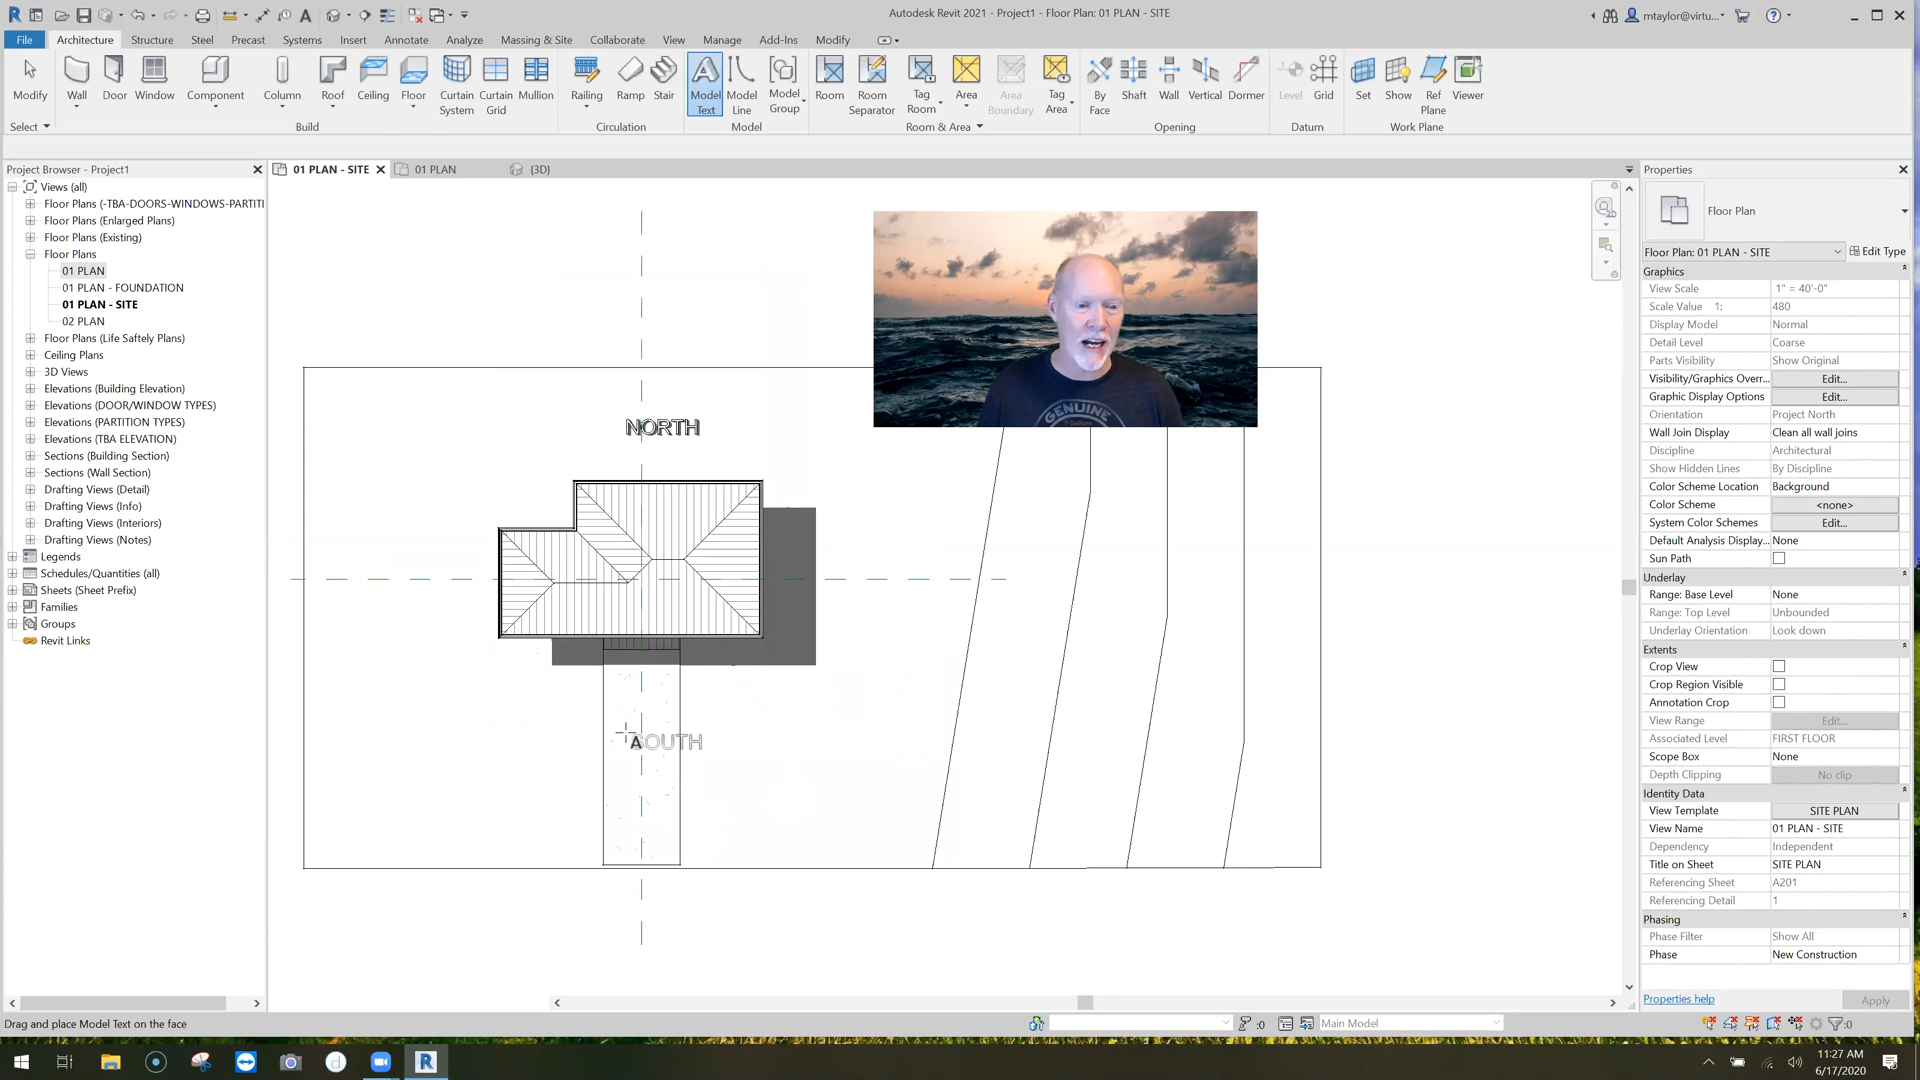 Autodesk Revit 2021 - Project1 - Floor Plan: 01 PLAN - SITE
mtaylor@virtu...
File Architecture Structure Steel Precast Systems Insert Annotate Analyze Massing & Site Collaborate View Manage Add-Ins Modify
Modify Wall Door Window Component Column Roof Ceiling Floor Curtain System Curtain Grid Mullion Railing Ramp Stair Model Text Model Line Model Group Room Room Separator Tag Room Area Area Boundary Tag Area By Face Shaft Wall Vertical Dormer Level Grid Set Show Ref Plane Viewer
Select Build Circulation Model Room & Area Opening Datum Work Plane
Project Browser - Project1
01 PLAN - SITE 01 PLAN {3D}
Views (all)
Floor Plans (-TBA-DOORS-WINDOWS-PARTITI
Floor Plans (Enlarged Plans)
Floor Plans (Existing)
Floor Plans
01 PLAN
01 PLAN - FOUNDATION
01 PLAN - SITE
02 PLAN
Floor Plans (Life Saftely Plans)
Ceiling Plans
3D Views
Elevations (Building Elevation)
Elevations (DOOR/WINDOW TYPES)
Elevations (PARTITION TYPES)
Elevations (TBA ELEVATION)
Sections (Building Section)
Sections (Wall Section)
Drafting Views (Detail)
Drafting Views (Info)
Drafting Views (Interiors)
Drafting Views (Notes)
Legends
Schedules/Quantities (all)
Sheets (Sheet Prefix)
Families
Groups
Revit Links
NORTH
SOUTH
A
GENUINE
Properties
Floor Plan
Floor Plan: 01 PLAN - SITE Edit Type
Graphics
View Scale 1" = 40'-0"
Scale Value 1: 480
Display Model Normal
Detail Level Coarse
Parts Visibility Show Original
Visibility/Graphics Overr... Edit...
Graphic Display Options Edit...
Orientation Project North
Wall Join Display Clean all wall joins
Discipline Architectural
Show Hidden Lines By Discipline
Color Scheme Location Background
Color Scheme <none>
System Color Schemes Edit...
Default Analysis Display... None
Sun Path
Underlay
Range: Base Level None
Range: Top Level Unbounded
Underlay Orientation Look down
Extents
Crop View
Crop Region Visible
Annotation Crop
View Range Edit...
Associated Level FIRST FLOOR
Scope Box None
Depth Clipping No clip
Identity Data
View Template SITE PLAN
View Name 01 PLAN - SITE
Dependency Independent
Title on Sheet SITE PLAN
Referencing Sheet A201
Referencing Detail 1
Phasing
Phase Filter Show All
Phase New Construction
Properties help Apply
Drag and place Model Text on the face
:0 Main Model :0
11:27 AM
6/17/2020